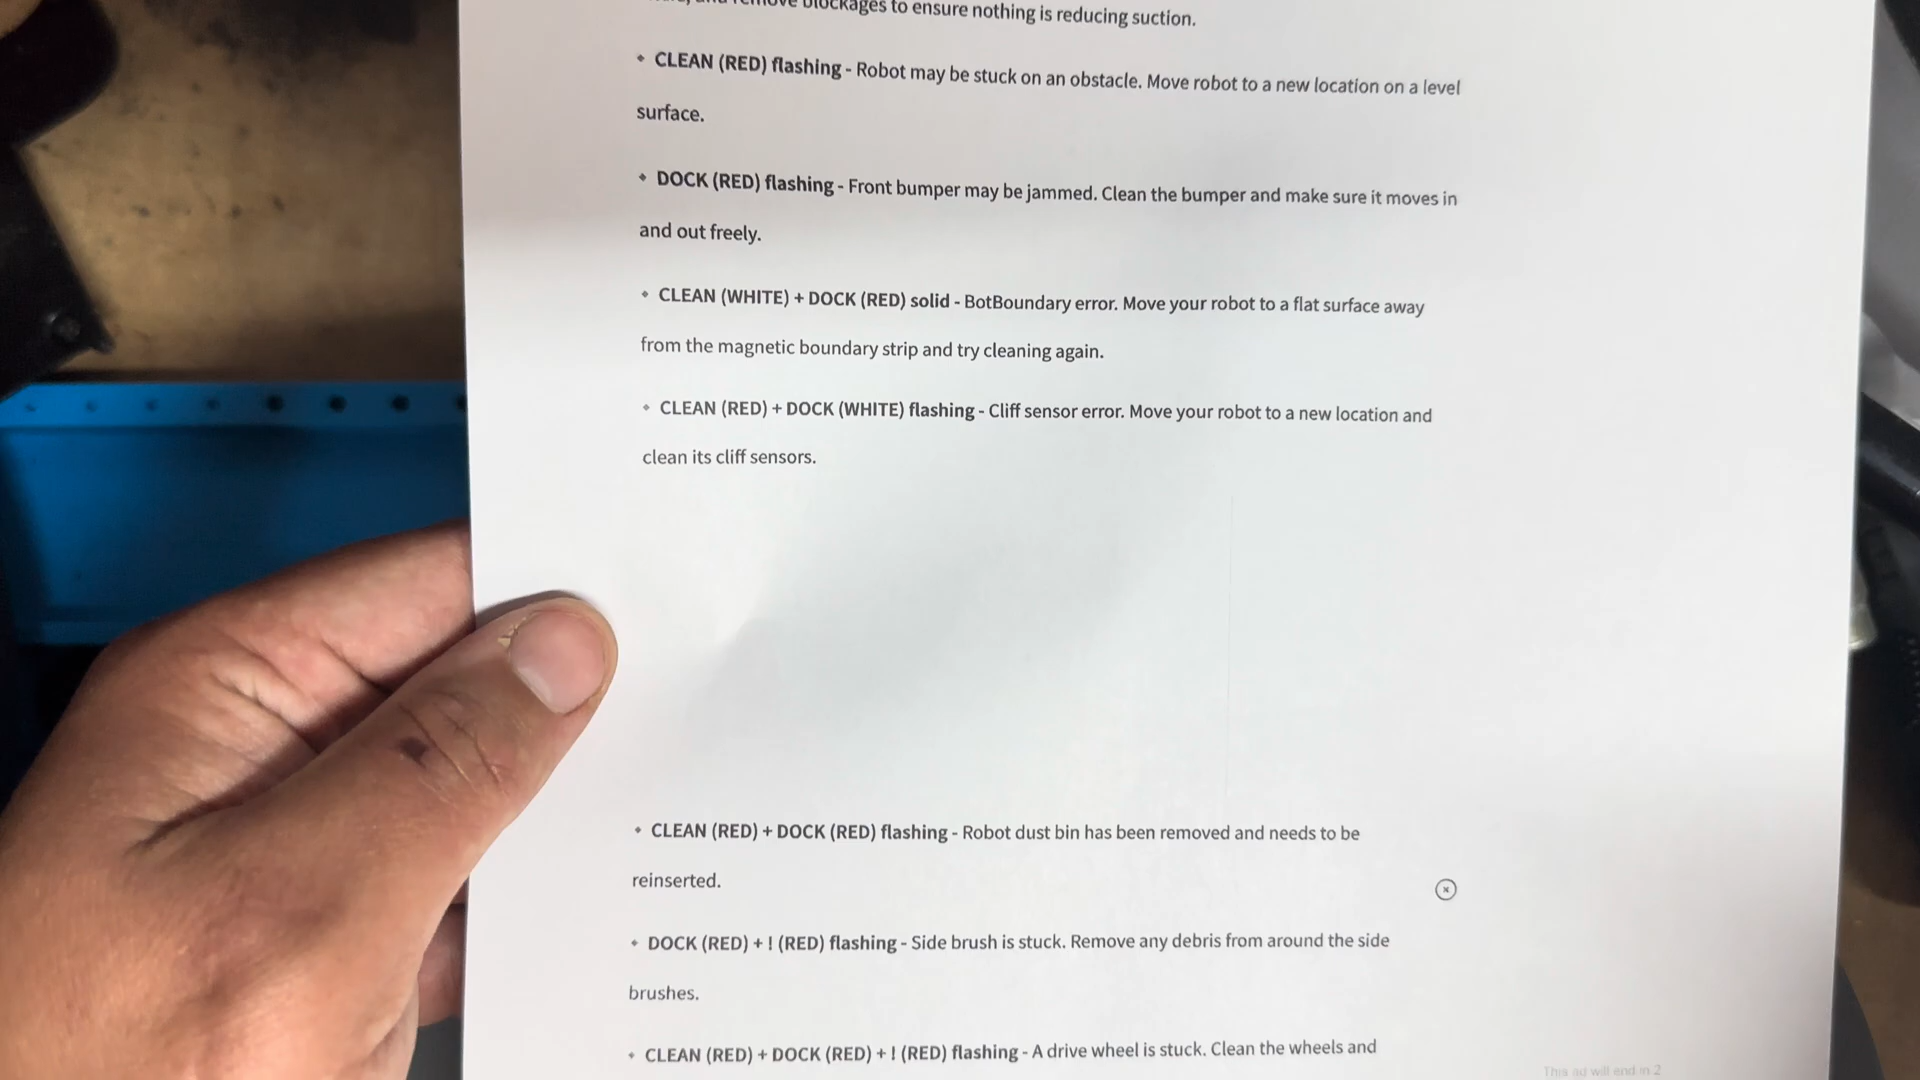 blockages to ensure nothing is reducing suction.
• CLEAN (RED) flashing - Robot may be stuck on an obstacle. Move robot to a new location on a level
surface.
• DOCK (RED) flashing - Front bumper may be jammed. Clean the bumper and make sure it moves in
and out freely.
• CLEAN (WHITE) + DOCK (RED) solid - BotBoundary error. Move your robot to a flat surface away
from the magnetic boundary strip and try cleaning again.
• CLEAN (RED) + DOCK (WHITE) flashing - Cliff sensor error. Move your robot to a new location and
clean its cliff sensors.
• CLEAN (RED) + DOCK (RED) flashing - Robot dust bin has been removed and needs to be
reinserted.
• DOCK (RED) + ! (RED) flashing - Side brush is stuck. Remove any debris from around the side
brushes.
• CLEAN (RED) + DOCK (RED) + ! (RED) flashing - A drive wheel is stuck. Clean the wheels and
This ad will end in 2